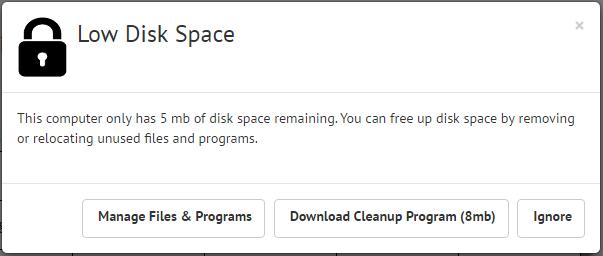 Low Disk Space
×
This computer only has 5 mb of disk space remaining. You can free up disk space by removing
or relocating unused files and programs.
Manage Files & Programs
Download Cleanup Program (8mb)
Ignore